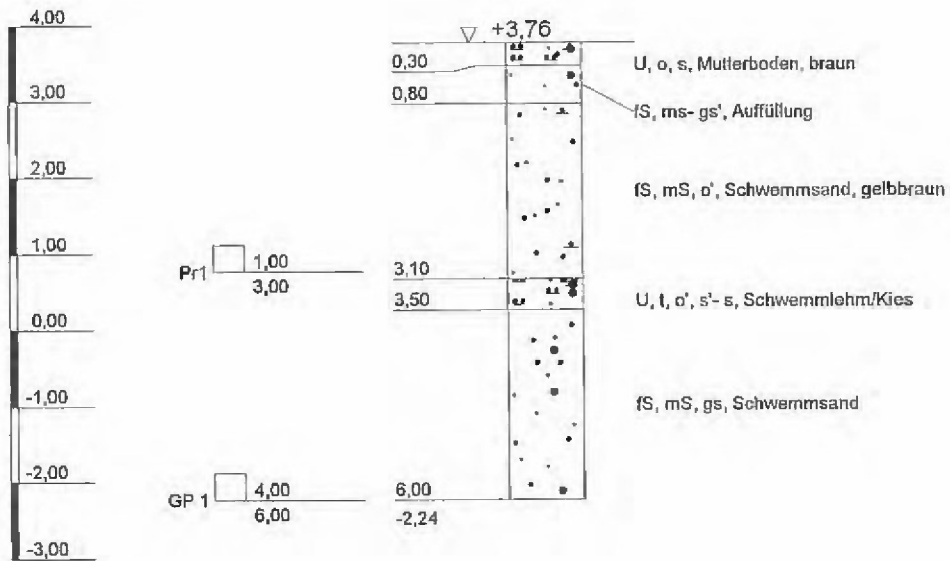 4,00
+3,76
0,30
U, o, s, Mutterboden, braun
3,00
0,80
fS, ms- gs', Auffüllung
2,00
fS, mS, o', Schwemmsand, gelbbraun
1,00
Pr1
1,00
3,00
3,10
3,50
U, t, o', s'- s, Schwemmlehm/Kies
0,00
-1,00
fS, mS, gs, Schwemmsand
-2,00
GP 1
4,00
6,00
6,00
-2,24
-3,00